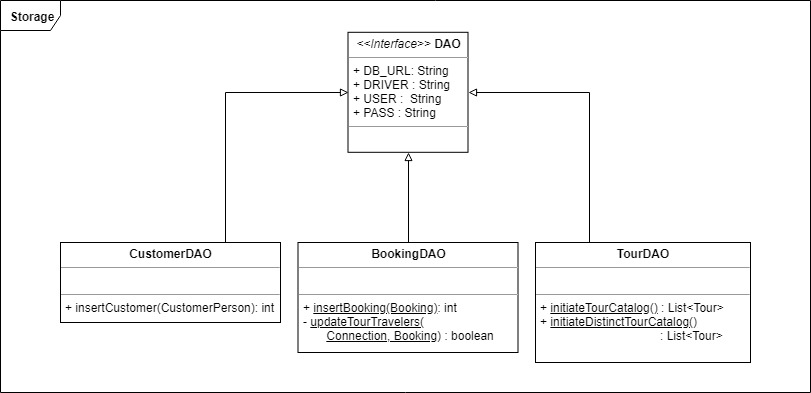 Storage
<<Interface>> DAO
+ DB_URL: String
+ DRIVER : String
+ USER :  String
+ PASS : String
CustomerDAO
+ insertCustomer(CustomerPerson): int
BookingDAO
+ insertBooking(Booking): int
- updateTourTravelers(
Connection, Booking) : boolean
TourDAO
+ initiateTourCatalog() : List<Tour>
+ initiateDistinctTourCatalog()
: List<Tour>